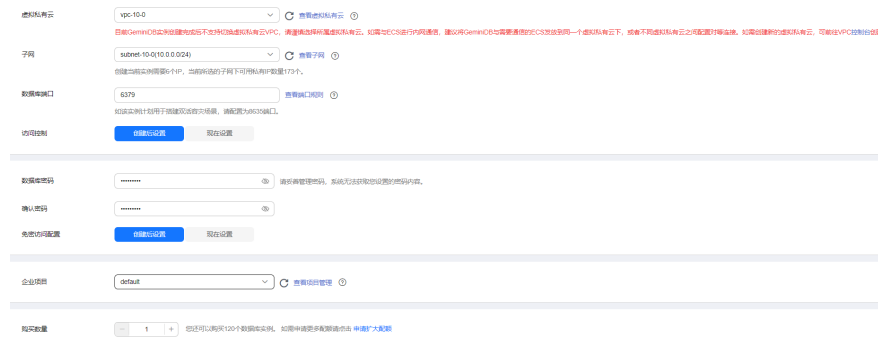 虚拟私有云 vpc-10-0 查看虚拟私有云
目前GeminiDB实例创建完成后不支持切换虚拟私有云VPC，请谨慎选择所属虚拟私有云。如需与ECS进行内网通信，建议将GeminiDB与需要通信的ECS发放到同一个虚拟私有云下，或者不同虚拟私有云之间配置对等连接。如需创建新的虚拟私有云，可前往VPC控制台创
子网 subnet-10-0(10.0.0.0/24) 查看子网
创建当前实例需要6个IP，当前所选的子网下可用私有IP数量173个。
数据库端口 6379 查看端口规则
如该实例计划用于搭建双活容灾场景，请配置为8635端口。
访问控制 创建后设置 现在设置
数据库密码 ········· 请妥善管理密码，系统无法获取您设置的密码内容。
确认密码 ·········
免密访问配置 创建后设置 现在设置
企业项目 default 查看项目管理
购买数量 − 1 + 您还可以购买120个数据库实例。 如需申请更多配额请点击 申请扩大配额